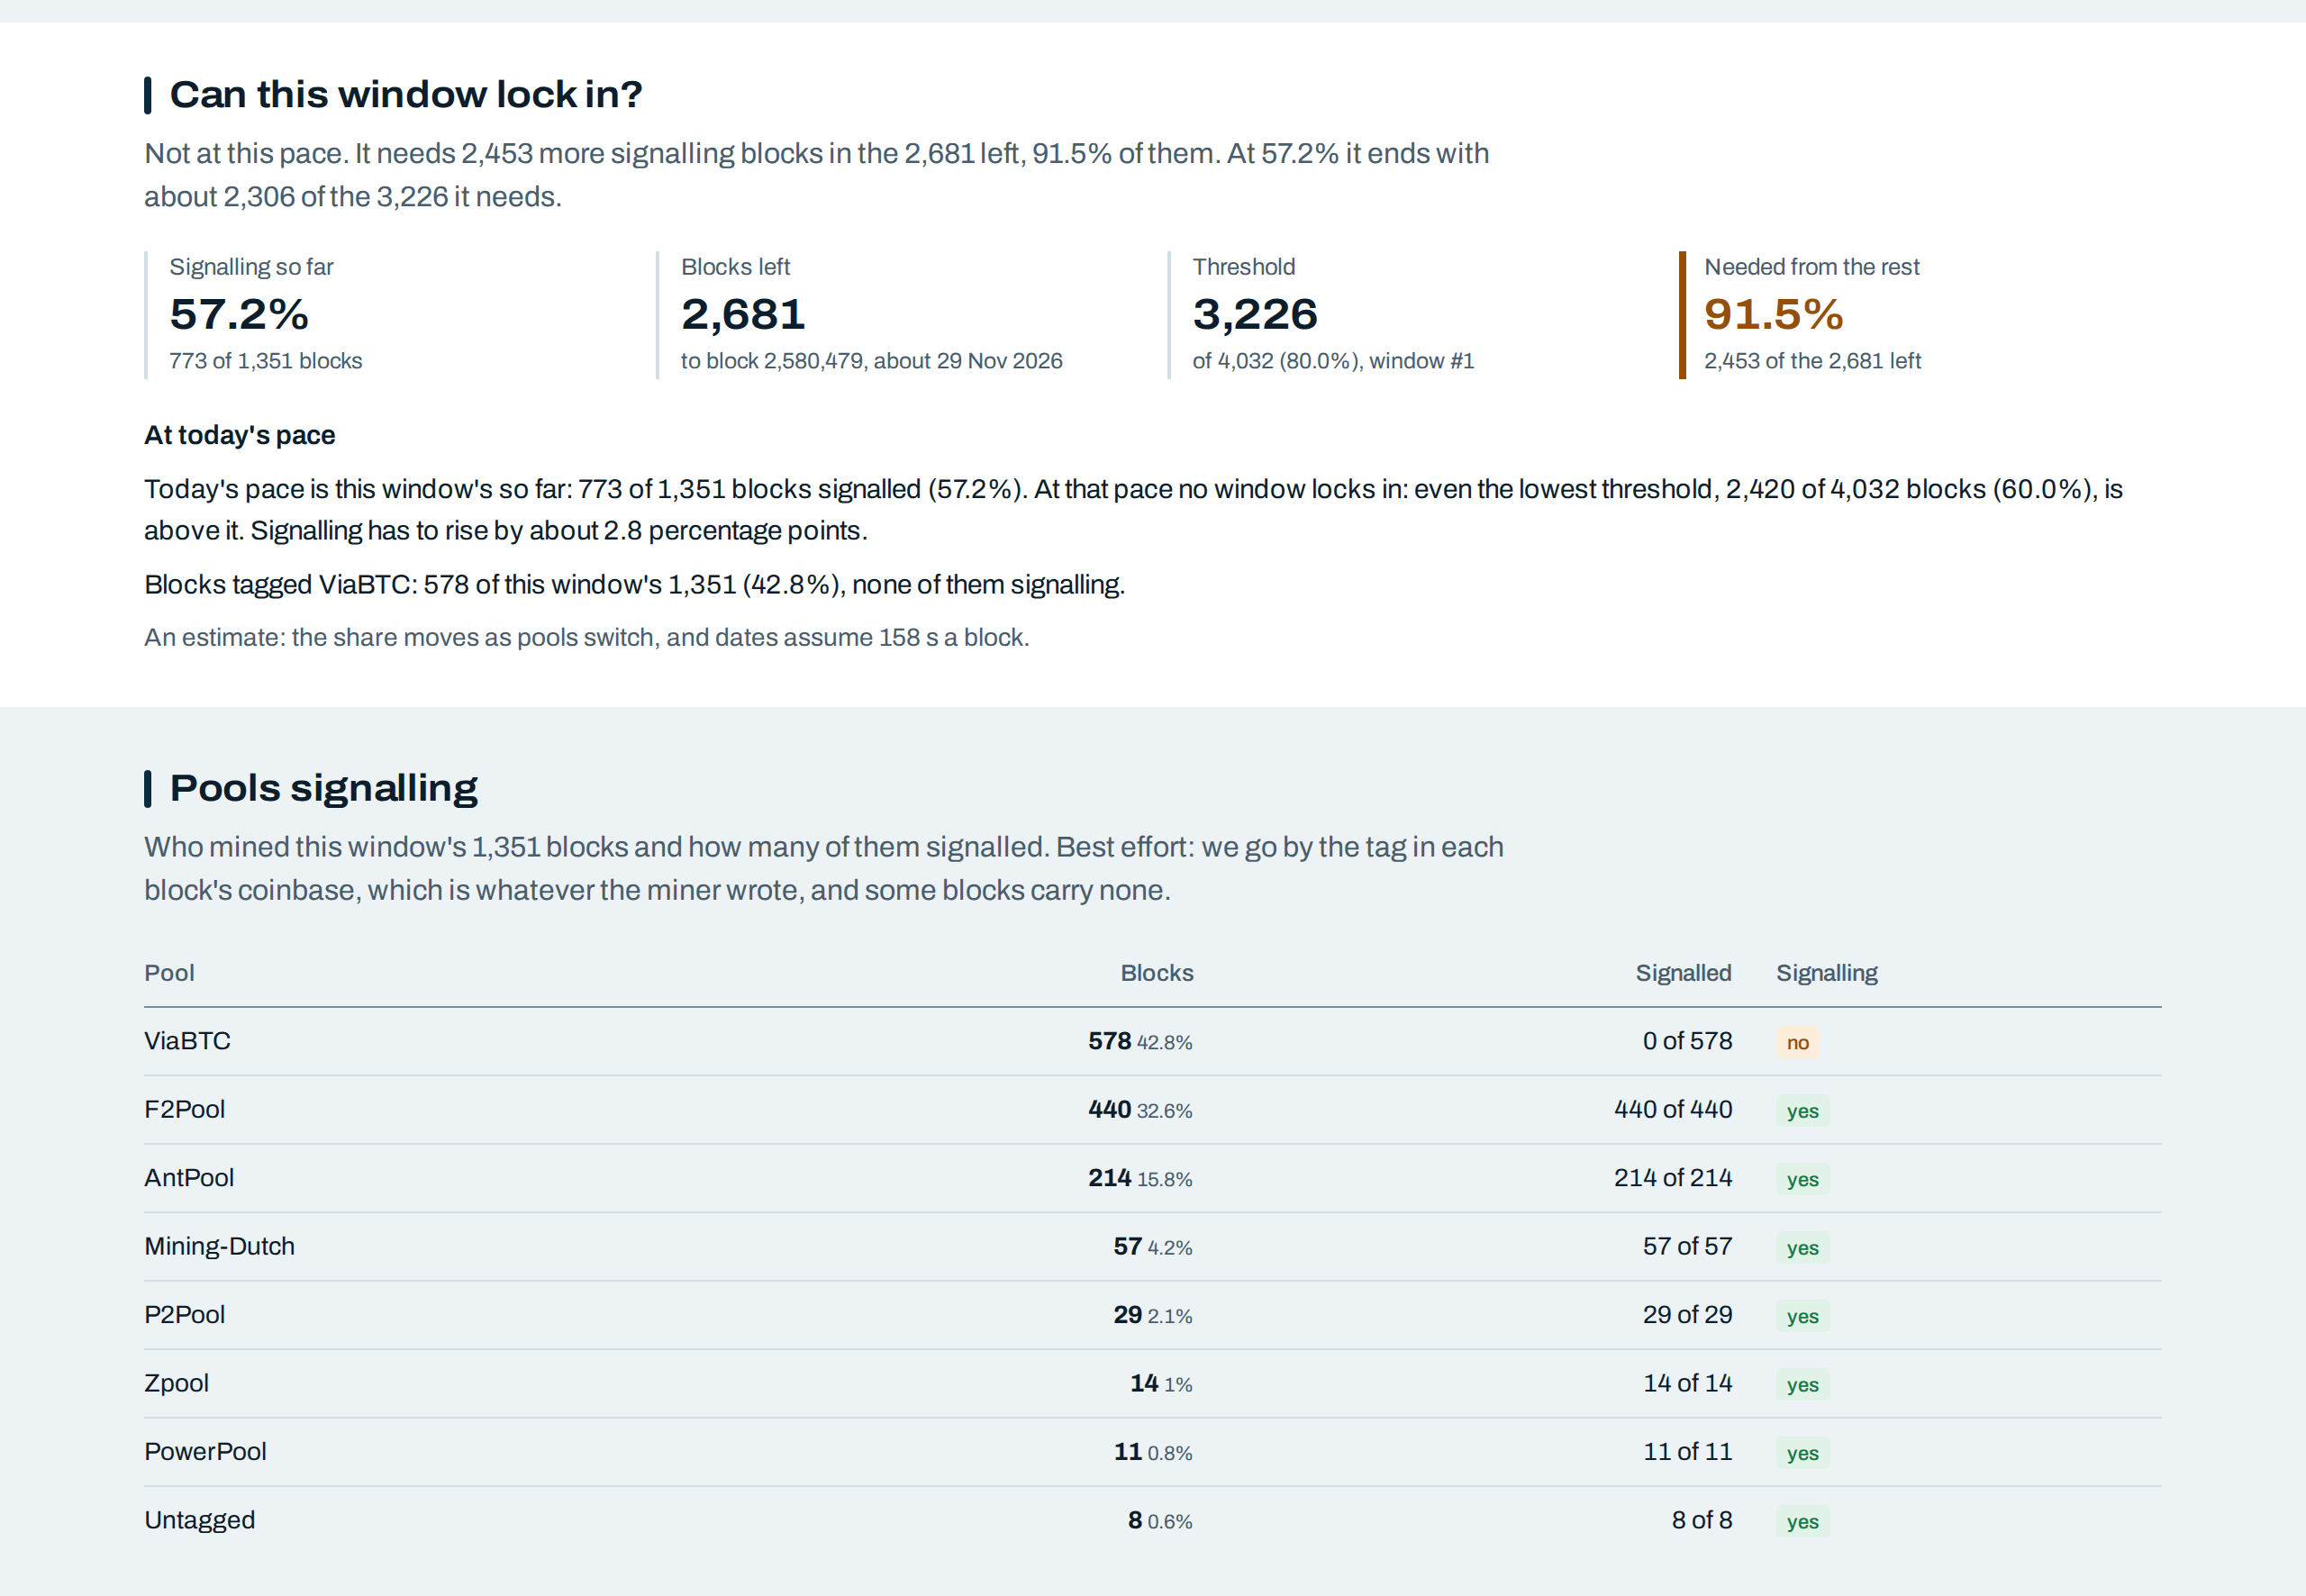 Can this window lock in?
Not at this pace. It needs 2,453 more signalling blocks in the 2,681 left, 91.5% of them. At 57.2% it ends with
about 2,306 of the 3,226 it needs.
Signalling so far
57.2%
773 of 1,351 blocks
Blocks left
2,681
to block 2,580,479, about 29 Nov 2026
Threshold
3,226
of 4,032 (80.0%), window #1
Needed from the rest
91.5%
2,453 of the 2,681 left
At today's pace
Today's pace is this window's so far: 773 of 1,351 blocks signalled (57.2%). At that pace no window locks in: even the lowest threshold, 2,420 of 4,032 blocks (60.0%), is
above it. Signalling has to rise by about 2.8 percentage points.
Blocks tagged ViaBTC: 578 of this window's 1,351 (42.8%), none of them signalling.
An estimate: the share moves as pools switch, and dates assume 158 s a block.
Pools signalling
Who mined this window's 1,351 blocks and how many of them signalled. Best effort: we go by the tag in each
block's coinbase, which is whatever the miner wrote, and some blocks carry none.
Pool Blocks Signalled Signalling
ViaBTC 578 42.8% 0 of 578 no
F2Pool 440 32.6% 440 of 440 yes
AntPool 214 15.8% 214 of 214 yes
Mining-Dutch 57 4.2% 57 of 57 yes
P2Pool 29 2.1% 29 of 29 yes
Zpool 14 1% 14 of 14 yes
PowerPool 11 0.8% 11 of 11 yes
Untagged 8 0.6% 8 of 8 yes